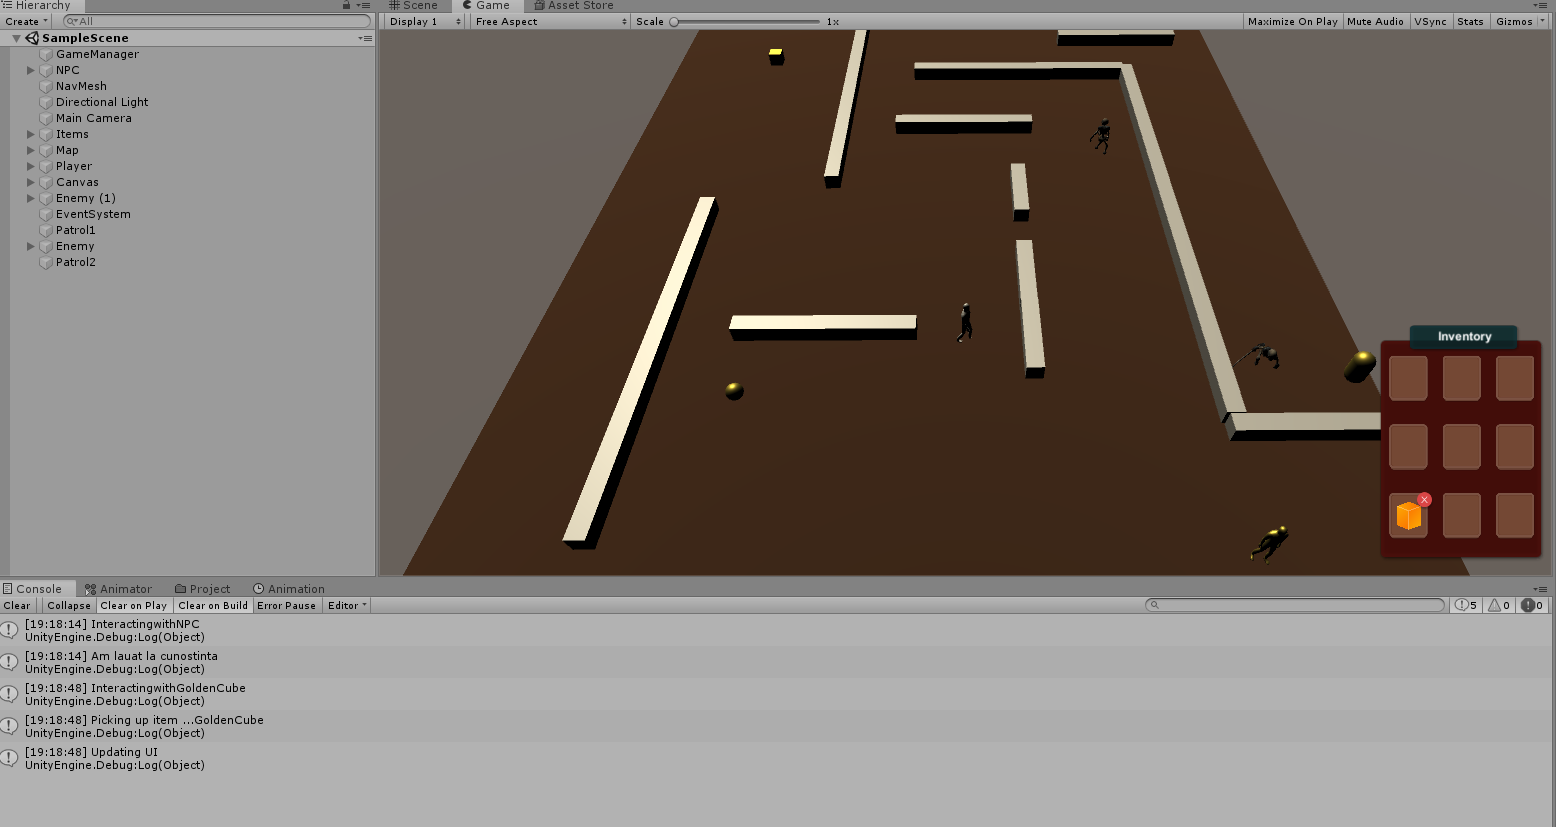 Hierarchy
Create
All
SampleScene
GameManager
NPC
NavMesh
Directional Light
Main Camera
Items
Map
Player
Canvas
Enemy (1)
EventSystem
Patrol1
Enemy
Patrol2
Scene Game Asset Store
Display 1 Free Aspect Scale 1x Maximize On Play Mute Audio VSync Stats Gizmos
Inventory
X
Console Animator Project Animation
Clear Collapse Clear on Play Clear on Build Error Pause Editor 5 0 0
[19:18:14] InteractingwithNPC
UnityEngine.Debug:Log(Object)
[19:18:14] Am lauat la cunostinta
UnityEngine.Debug:Log(Object)
[19:18:48] InteractingwithGoldenCube
UnityEngine.Debug:Log(Object)
[19:18:48] Picking up item ...GoldenCube
UnityEngine.Debug:Log(Object)
[19:18:48] Updating UI
UnityEngine.Debug:Log(Object)